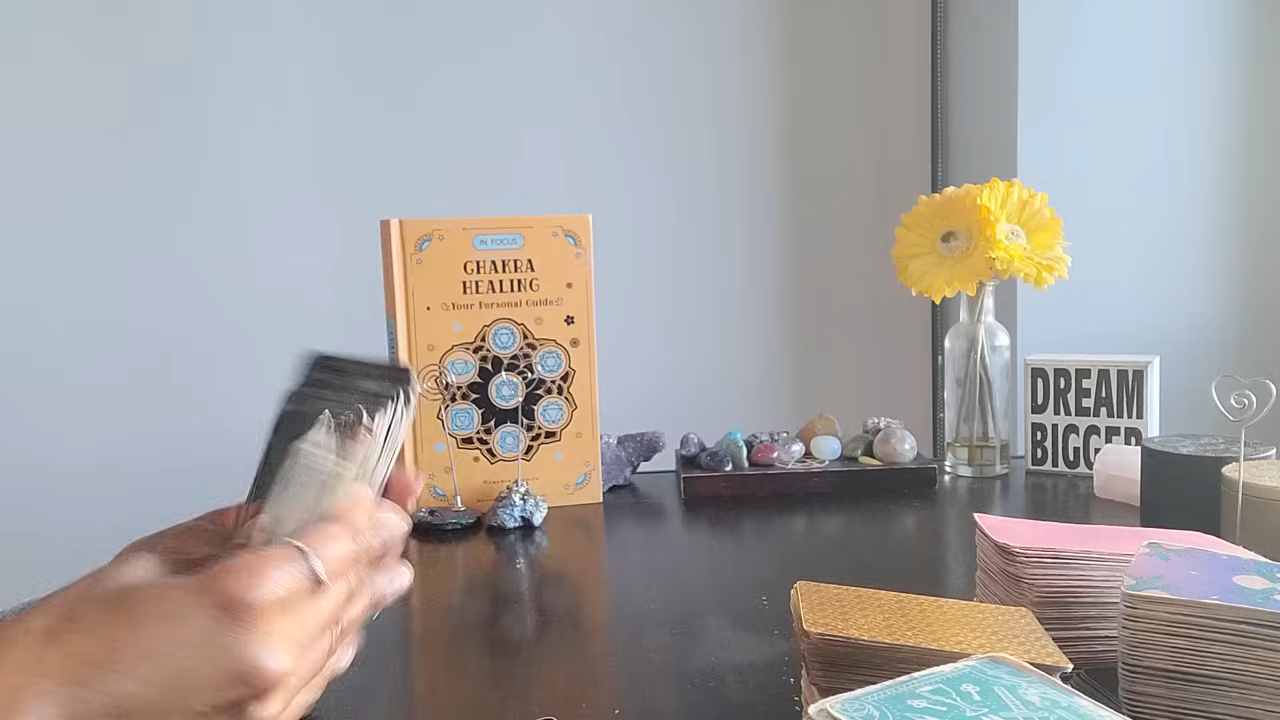 IN FOCUS
CHAKRA
HEALING
Your Personal Guide
DREAM
BIGGER